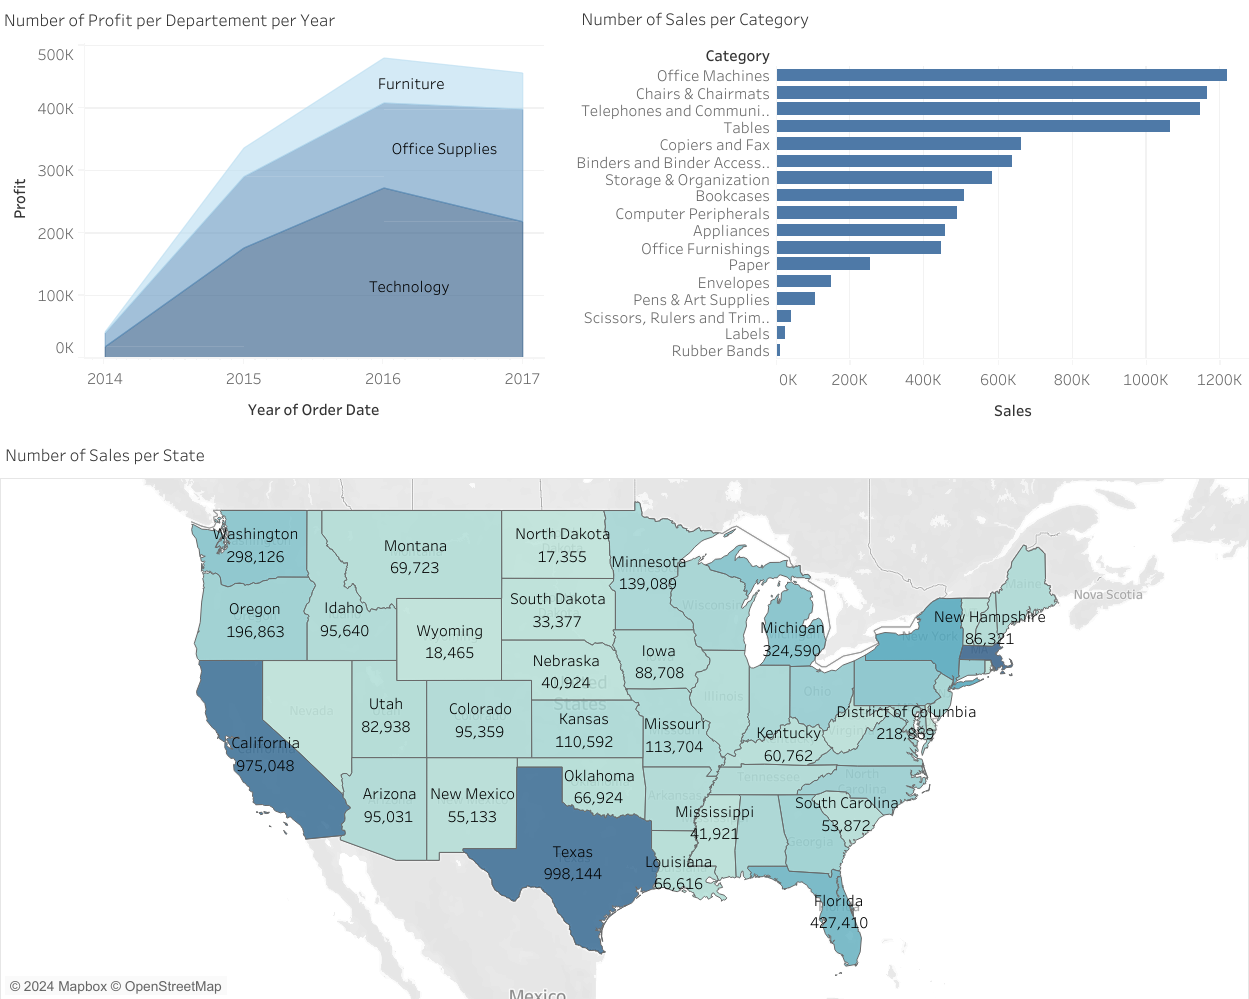 Number of Profit per Departement per Year
500K
400K
300K
200K
100K
0K
Profit
Furniture
Office Supplies
Technology
2014 2015 2016 2017
Year of Order Date
Number of Sales per Category
Category
Office Machines
Chairs & Chairmats
Telephones and Communi..
Tables
Copiers and Fax
Binders and Binder Access..
Storage & Organization
Bookcases
Computer Peripherals
Appliances
Office Furnishings
Paper
Envelopes
Pens & Art Supplies
Scissors, Rulers and Trim..
Labels
Rubber Bands
0K 200K 400K 600K 800K 1000K 1200K
Sales
Number of Sales per State
Washington
298,126
Montana
69,723
North Dakota
17,355
Minnesota
139,089
Oregon
196,863
Idaho
95,640
South Dakota
33,377
Wisconsin
Wyoming
18,465
Michigan
324,590
New York
Maine
Nova Scotia
New Hampshire
86,321
Iowa
88,708
Nebraska
40,924
United
States
Nevada
Utah
82,938
Colorado
95,359
Kansas
110,592
Missouri
113,704
Illinois
Ohio
District of Columbia
218,869
Kentucky
60,762
California
975,048
Arizona
95,031
New Mexico
55,133
Oklahoma
66,924
Arkansas
Tennessee
North
Carolina
South Carolina
53,872
Mississippi
41,921
Georgia
Texas
998,144
Louisiana
66,616
Florida
427,410
Mexico
© 2024 Mapbox © OpenStreetMap